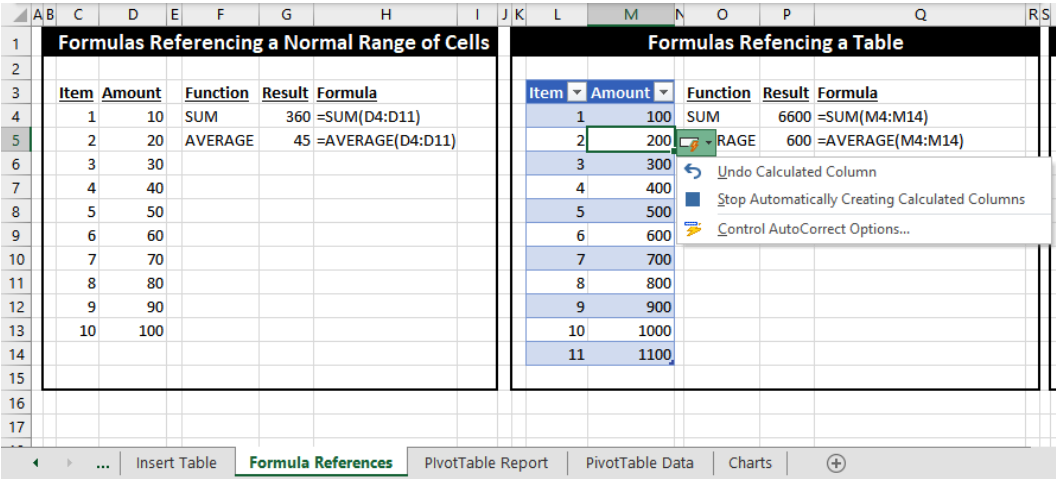 A B C D E F G H I J K L M N O P Q R S
1 Formulas Referencing a Normal Range of Cells Formulas Refencing a Table
2
3 Item Amount Function Result Formula Item Amount Function Result Formula
4 1 10 SUM 360 =SUM(D4:D11) 1 100 SUM 6600 =SUM(M4:M14)
5 2 20 AVERAGE 45 =AVERAGE(D4:D11) 2 200 RAGE 600 =AVERAGE(M4:M14)
6 3 30 3 300 Undo Calculated Column
7 4 40 4 400 Stop Automatically Creating Calculated Columns
8 5 50 5 500
9 6 60 6 600 Control AutoCorrect Options...
10 7 70 7 700
11 8 80 8 800
12 9 90 9 900
13 10 100 10 1000
14 11 1100
15
16
17
... Insert Table Formula References PIvotTable Report PivotTable Data Charts